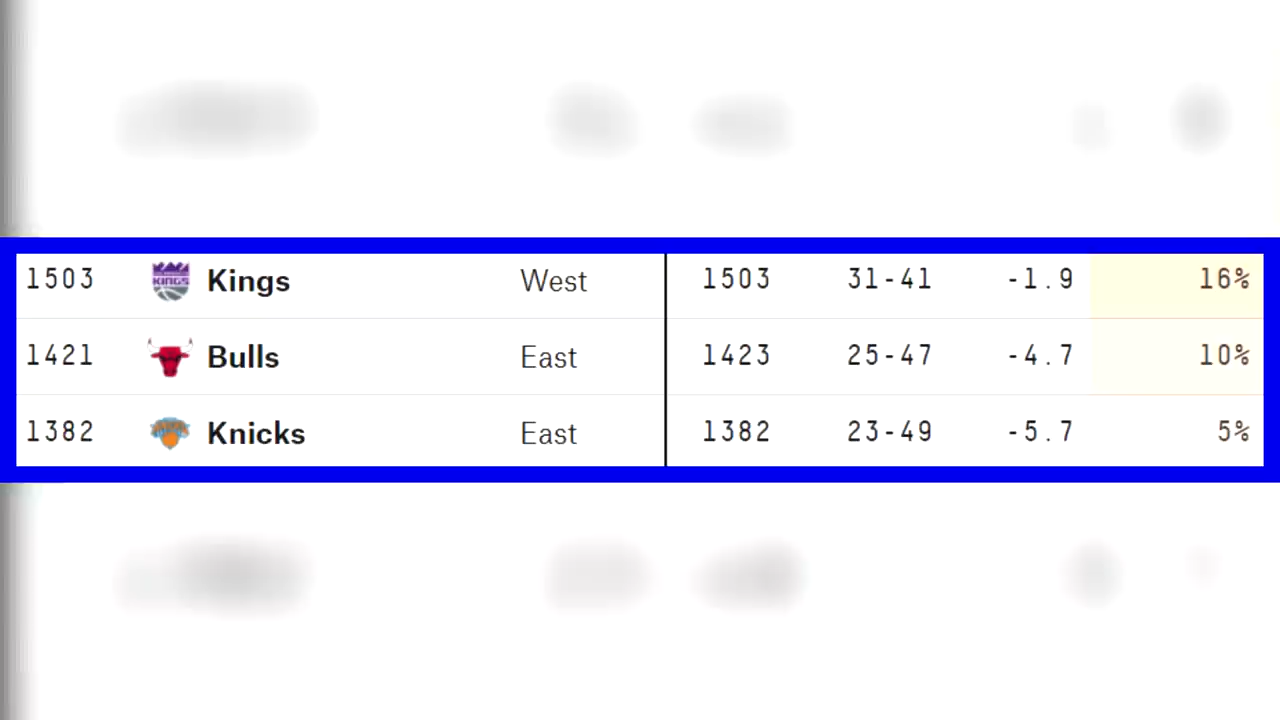 1503 KINGS Kings West 1503 31-41 -1.9 16%
1421 Bulls East 1423 25-47 -4.7 10%
1382 Knicks East 1382 23-49 -5.7 5%